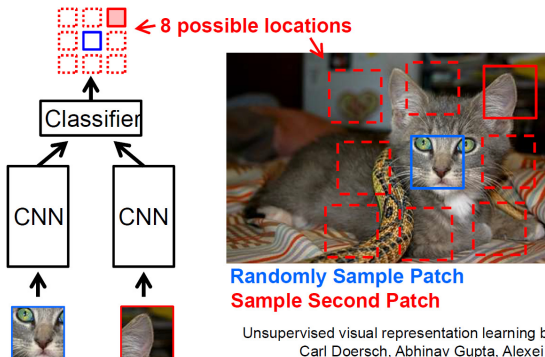 8 possible locations
Classifier
CNN
CNN
Randomly Sample Patch
Sample Second Patch
Unsupervised visual representation learning b
Carl Doersch, Abhinav Gupta, Alexei